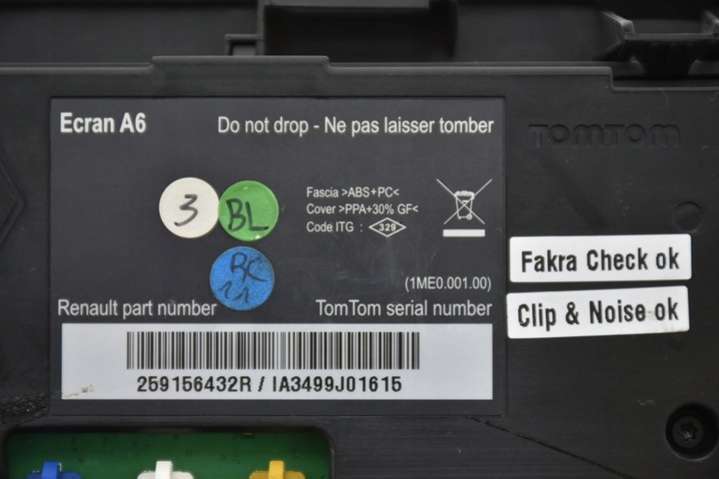 Ecran A6
Do not drop - Ne pas laisser tomber
TOMTOM
3
BL
BC
11
Fascia >ABS+PC<
Cover >PPA+30% GF<
Code ITG : 329
(1ME0.001.00)
Fakra Check ok
Clip & Noise ok
Renault part number
TomTom serial number
259156432R / IA3499J01615